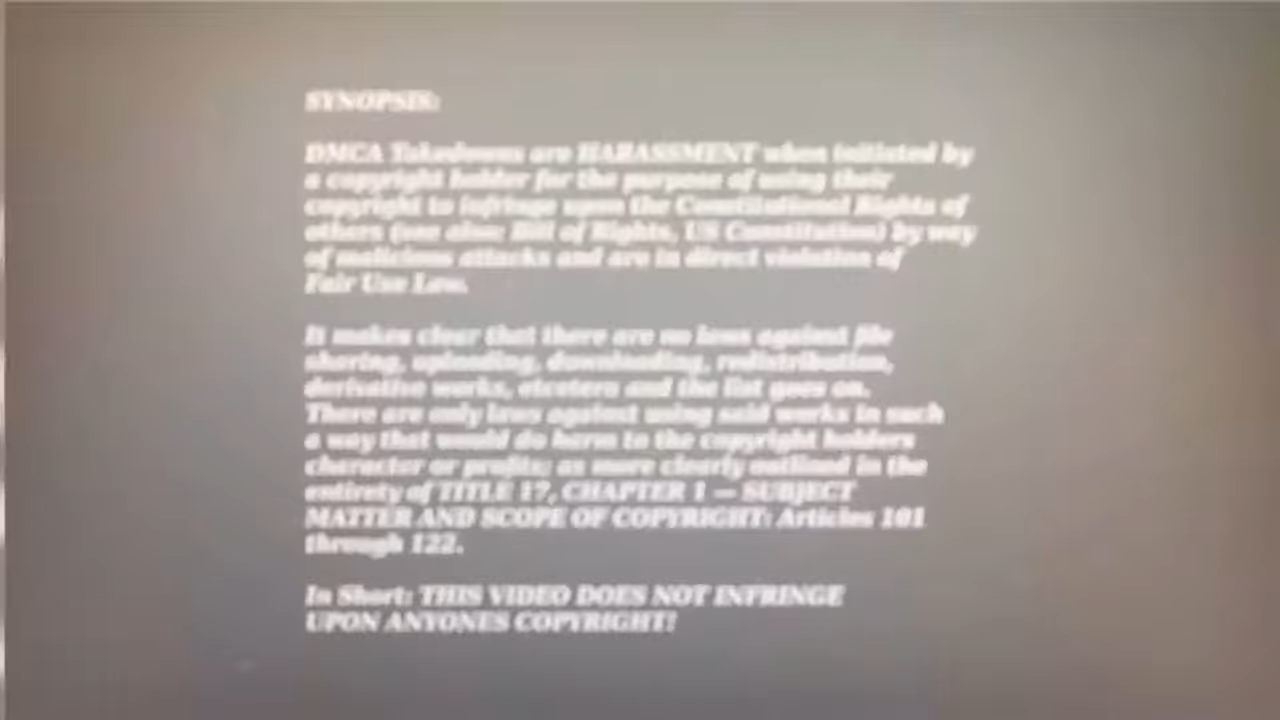 SYNOPSIS:
DMCA Takedowns are HARASSMENT when initiated by
a copyright holder for the purpose of using their
copyright to infringe upon the Constitutional Rights of
others (see also: Bill of Rights, US Constitution) by way
of malicious attacks and are in direct violation of
Fair Use Law.
It makes clear that there are no laws against file
sharing, uploading, downloading, redistribution,
derivative works, etcetera and the list goes on.
There are only laws against using said works in such
a way that would do harm to the copyright holders
character or profits; as more clearly outlined in the
entirety of TITLE 17, CHAPTER 1 — SUBJECT
MATTER AND SCOPE OF COPYRIGHT: Articles 101
through 122.
In Short: THIS VIDEO DOES NOT INFRINGE
UPON ANYONES COPYRIGHT!